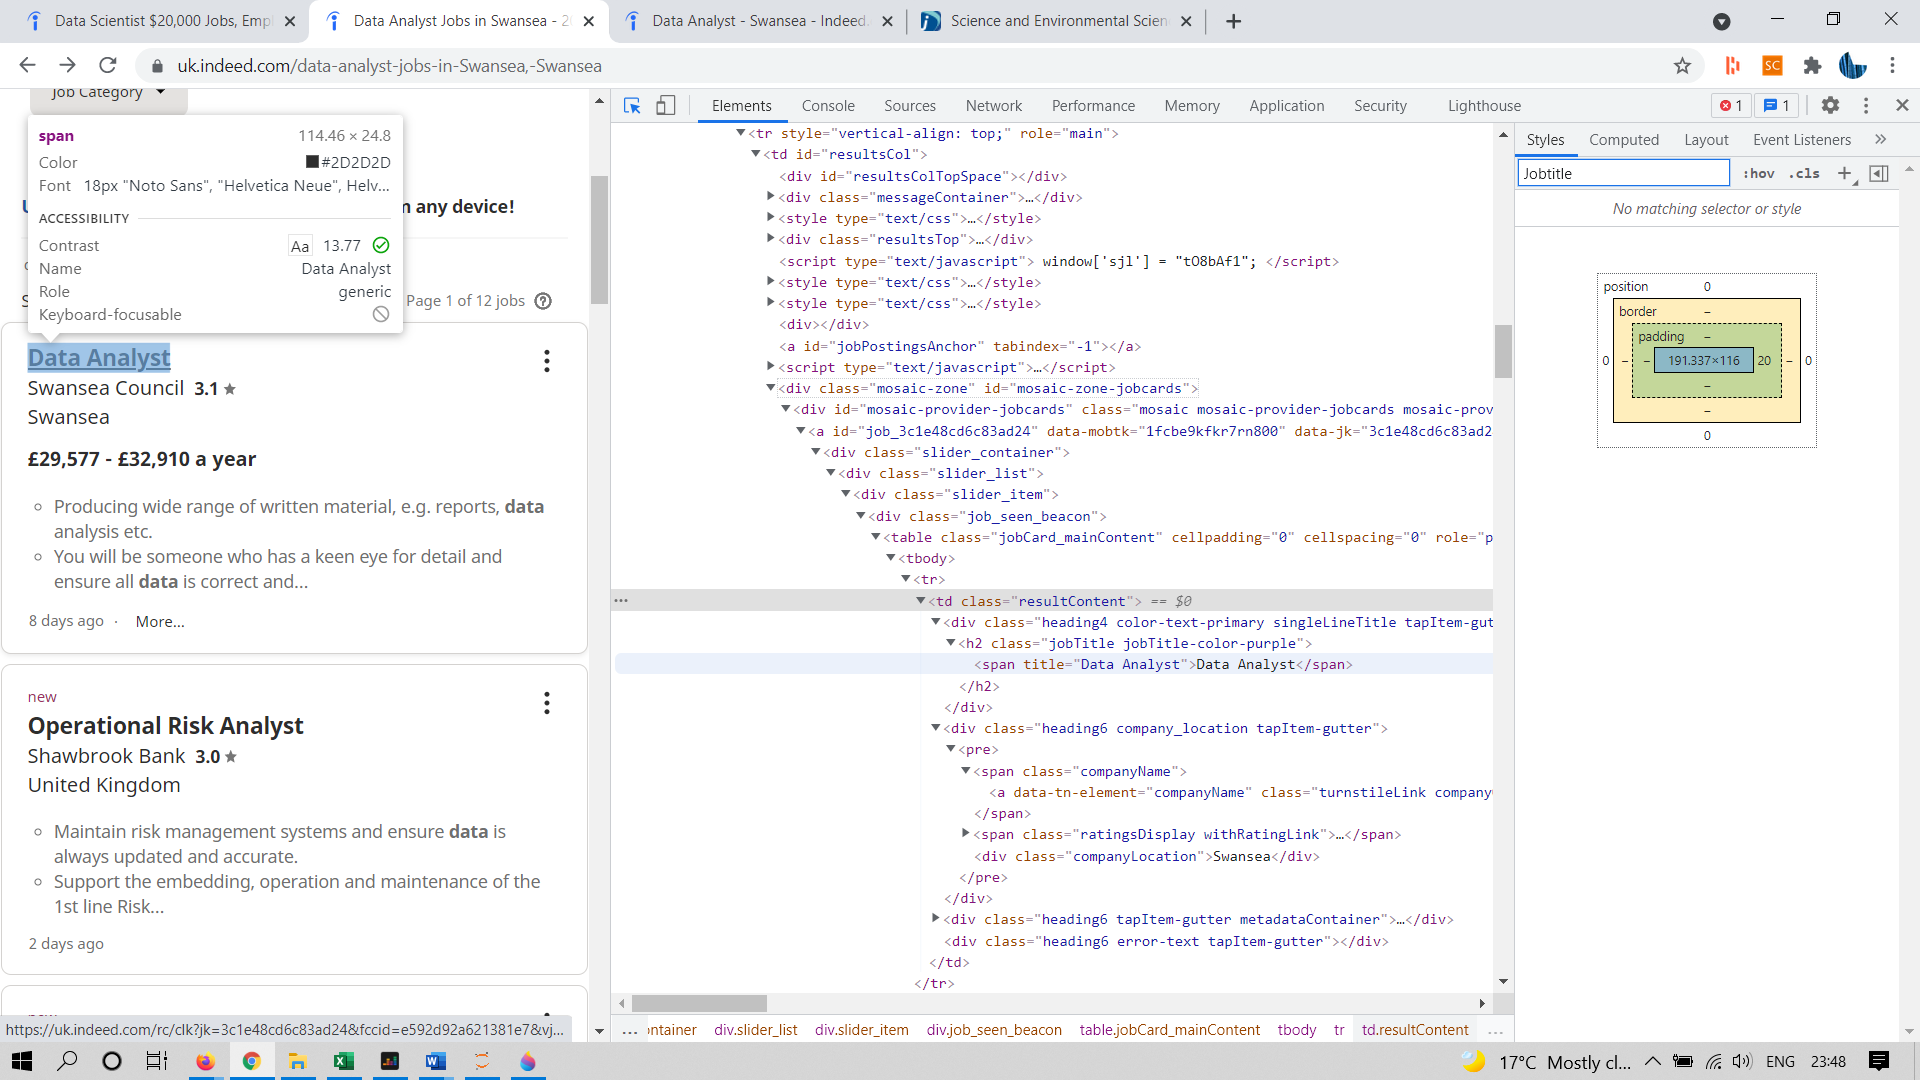 Data Scientist $20,000 Jobs, Empl
Data Analyst Jobs in Swansea - 20
Data Analyst - Swansea - Indeed.c
Science and Environmental Scien
uk.indeed.com/data-analyst-jobs-in-Swansea,-Swansea
SC
Job Category
span 114.46 × 24.8
Color #2D2D2D
Font 18px "Noto Sans", "Helvetica Neue", Helv...
ACCESSIBILITY
Contrast Aa 13.77
Name Data Analyst
Role generic
Keyboard-focusable
any device!
Page 1 of 12 jobs
Data Analyst
Swansea Council 3.1
Swansea
£29,577 - £32,910 a year
Producing wide range of written material, e.g. reports, data
analysis etc.
You will be someone who has a keen eye for detail and
ensure all data is correct and...
8 days ago · More...
new
Operational Risk Analyst
Shawbrook Bank 3.0
United Kingdom
Maintain risk management systems and ensure data is
always updated and accurate.
Support the embedding, operation and maintenance of the
1st line Risk...
2 days ago
https://uk.indeed.com/rc/clk?jk=3c1e48cd6c83ad24&fccid=e592d92a621381e7&vj...
Elements Console Sources Network Performance Memory Application Security Lighthouse 1 1
<tr style="vertical-align: top;" role="main">
<td id="resultsCol">
<div id="resultsColTopSpace"></div>
<div class="messageContainer">…</div>
<style type="text/css">…</style>
<div class="resultsTop">…</div>
<script type="text/javascript"> window['sjl'] = "tO8bAf1"; </script>
<style type="text/css">…</style>
<style type="text/css">…</style>
<div></div>
<a id="jobPostingsAnchor" tabindex="-1"></a>
<script type="text/javascript">…</script>
<div class="mosaic-zone" id="mosaic-zone-jobcards">
<div id="mosaic-provider-jobcards" class="mosaic mosaic-provider-jobcards mosaic-prov
<a id="job_3c1e48cd6c83ad24" data-mobtk="1fcbe9kfkr7rn800" data-jk="3c1e48cd6c83ad2
<div class="slider_container">
<div class="slider_list">
<div class="slider_item">
<div class="job_seen_beacon">
<table class="jobCard_mainContent" cellpadding="0" cellspacing="0" role="p
<tbody>
<tr>
<td class="resultContent"> == $0
<div class="heading4 color-text-primary singleLineTitle tapItem-gut
<h2 class="jobTitle jobTitle-color-purple">
<span title="Data Analyst">Data Analyst</span>
</h2>
</div>
<div class="heading6 company_location tapItem-gutter">
<pre>
<span class="companyName">
<a data-tn-element="companyName" class="turnstileLink company
</span>
<span class="ratingsDisplay withRatingLink">…</span>
<div class="companyLocation">Swansea</div>
</pre>
</div>
<div class="heading6 tapItem-gutter metadataContainer">…</div>
<div class="heading6 error-text tapItem-gutter"></div>
</td>
</tr>
... ontainer div.slider_list div.slider_item div.job_seen_beacon table.jobCard_mainContent tbody tr td.resultContent ...
Styles Computed Layout Event Listeners »
Jobtitle :hov .cls +
No matching selector or style
position 0
border –
padding –
0 – – 191.337×116 20 – 0
–
–
0
17°C Mostly cl... ENG 23:48